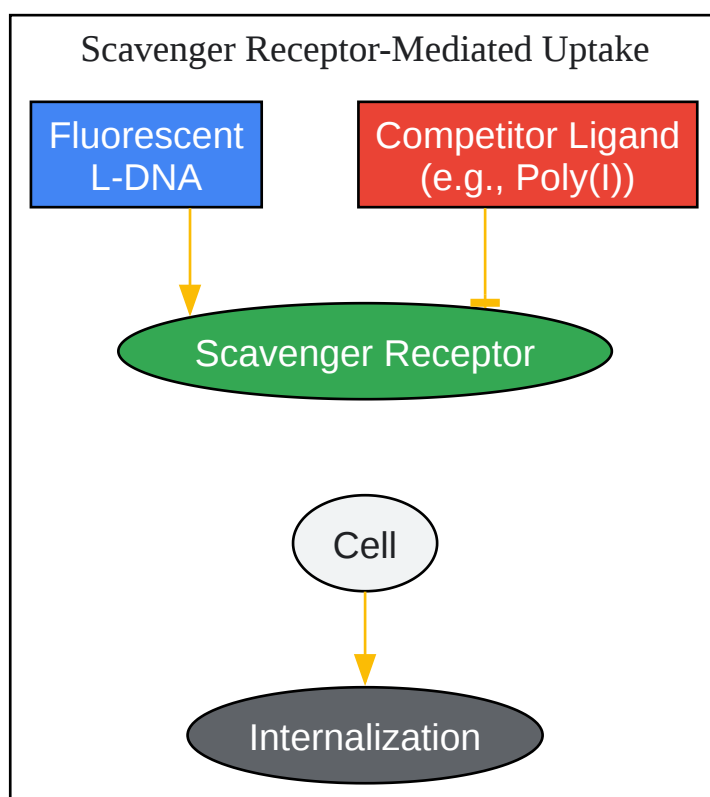 Scavenger Receptor-Mediated Uptake
Fluorescent
L-DNA
Competitor Ligand
(e.g., Poly(I))
Scavenger Receptor
Cell
Internalization